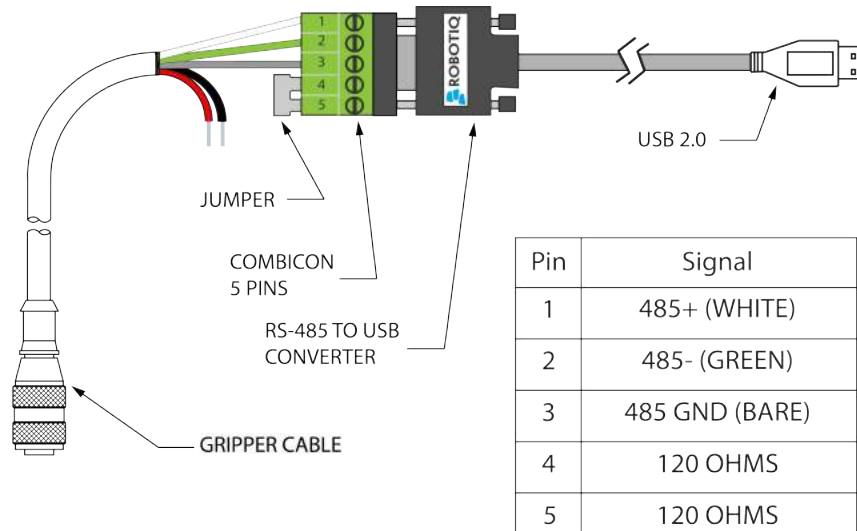 1
2
3
4
5
ROBOTIQ
USB 2.0
JUMPER
COMBICON
5 PINS
RS-485 TO USB
CONVERTER
GRIPPER CABLE
Pin Signal
1 485+ (WHITE)
2 485- (GREEN)
3 485 GND (BARE)
4 120 OHMS
5 120 OHMS